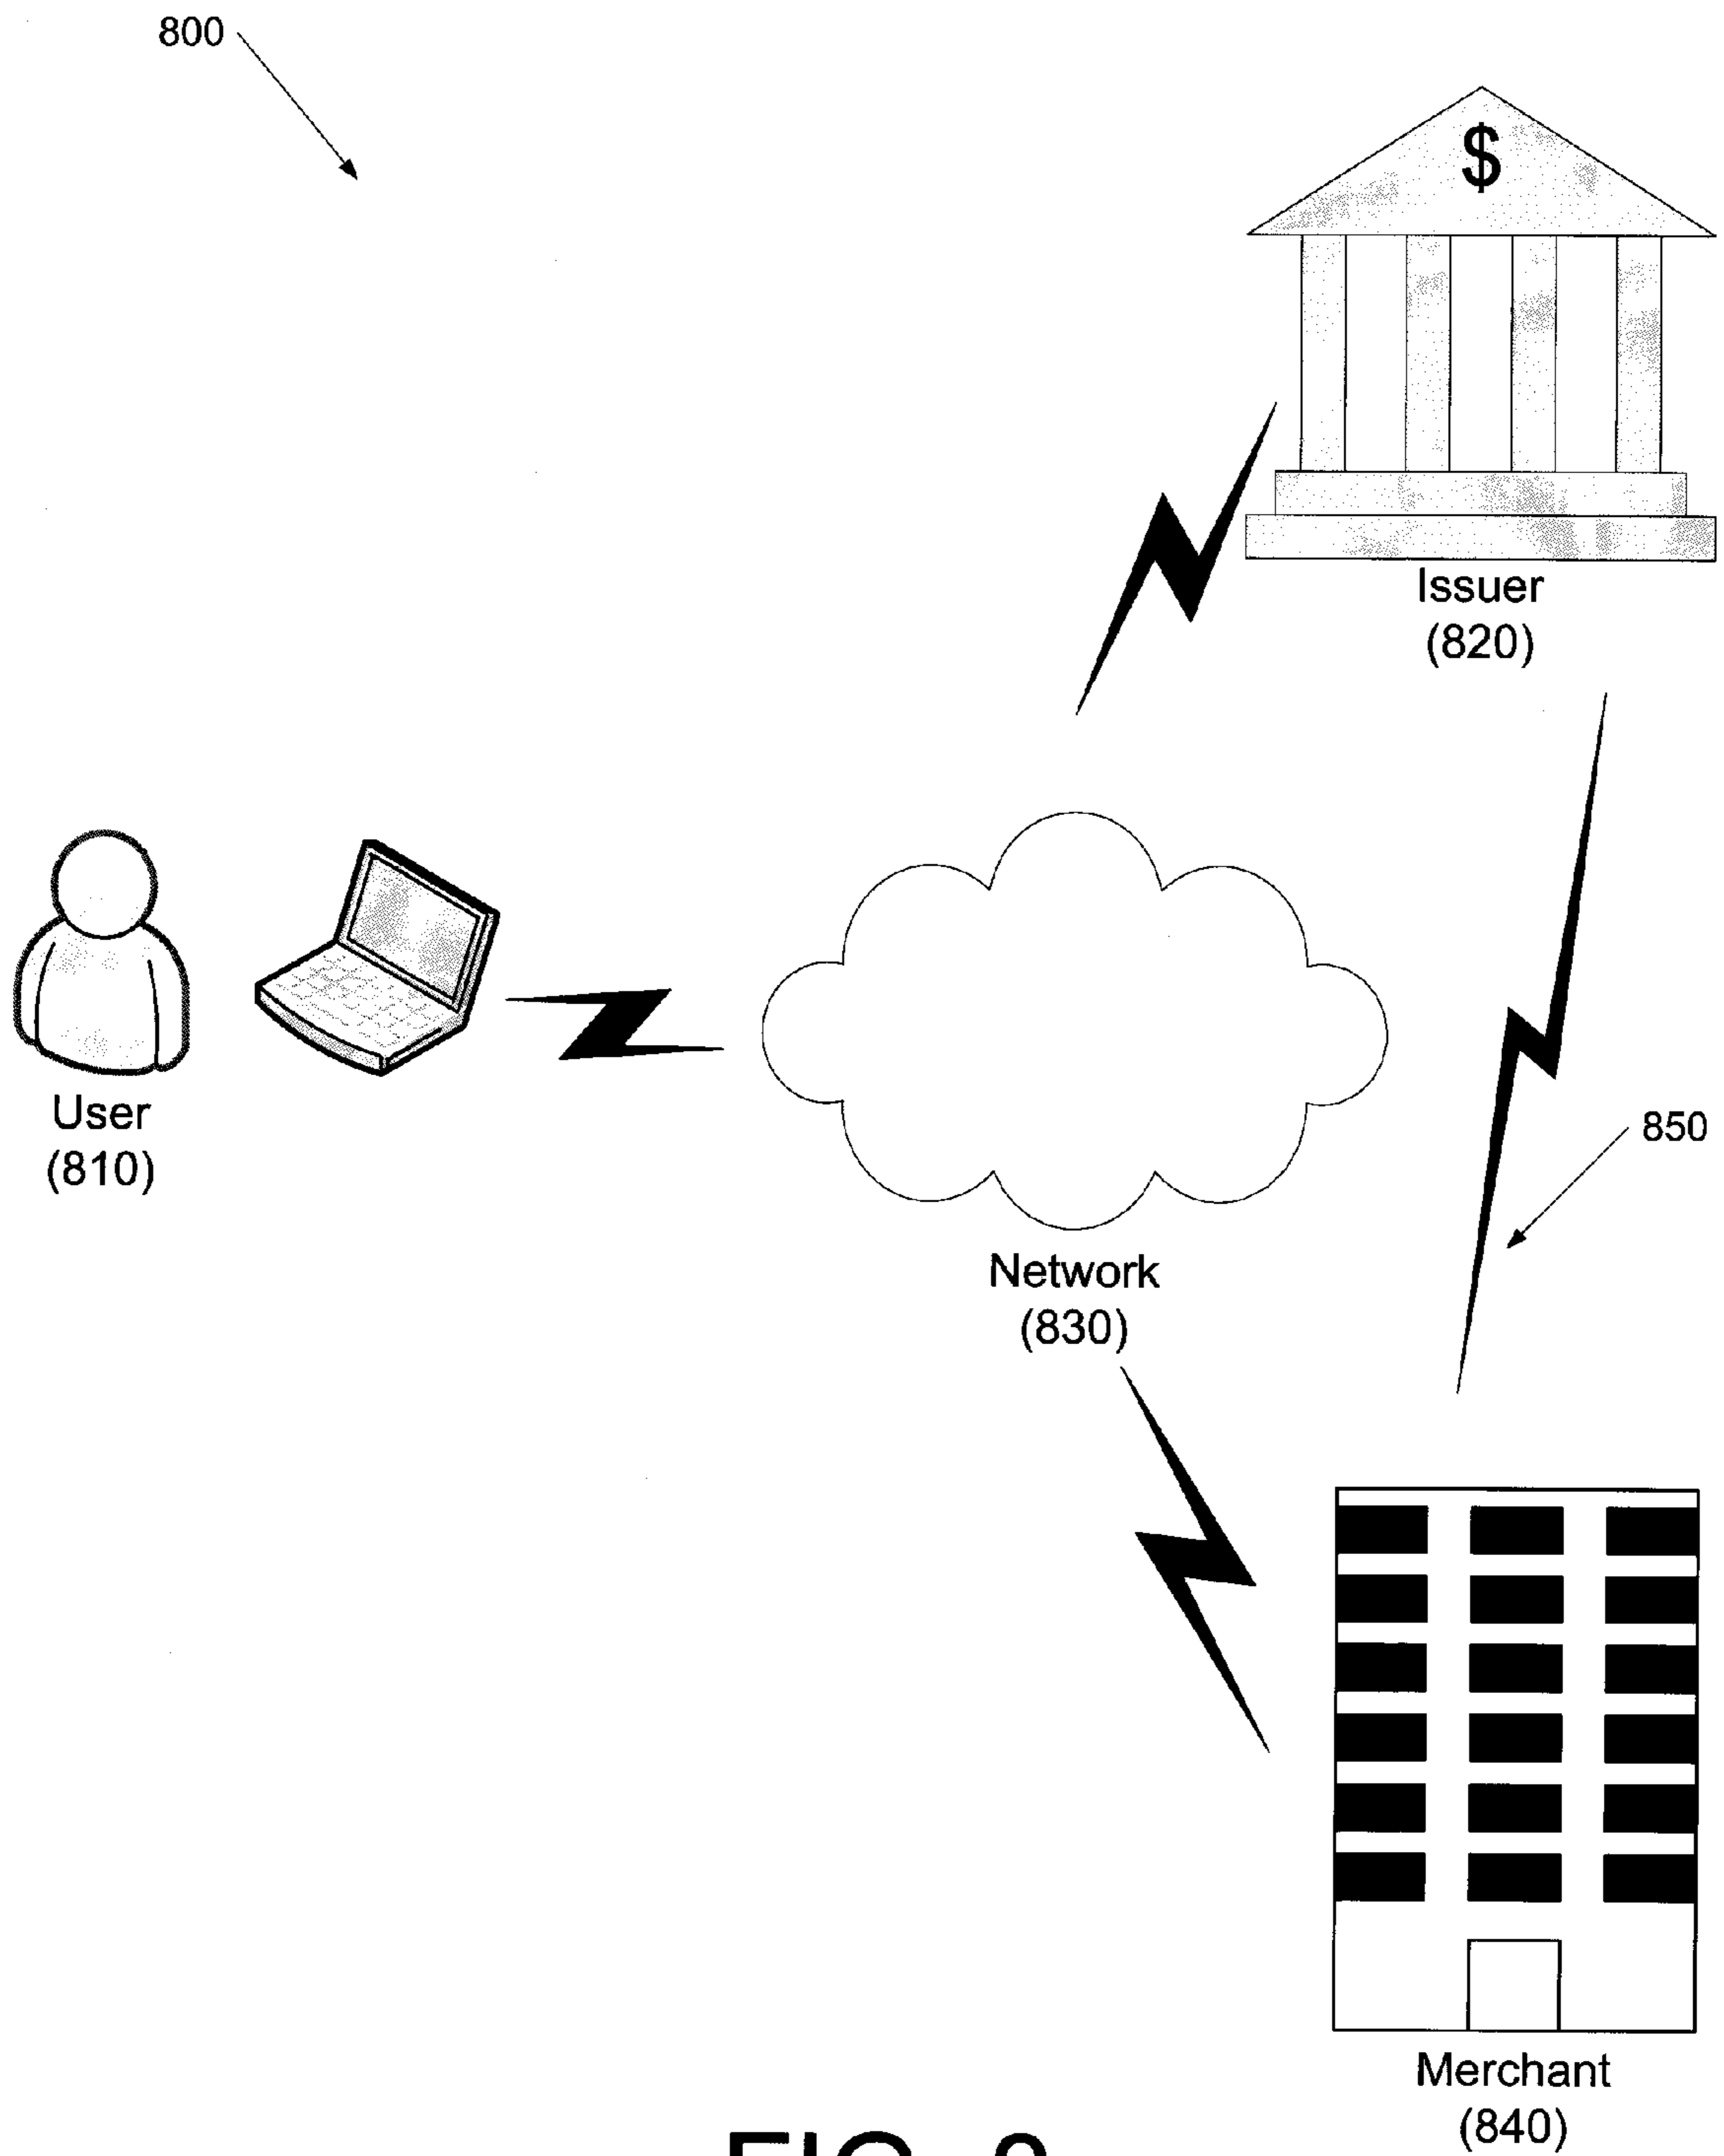 800
$
Issuer
(820)
User
(810)
850
Network
(830)
Merchant
(840)